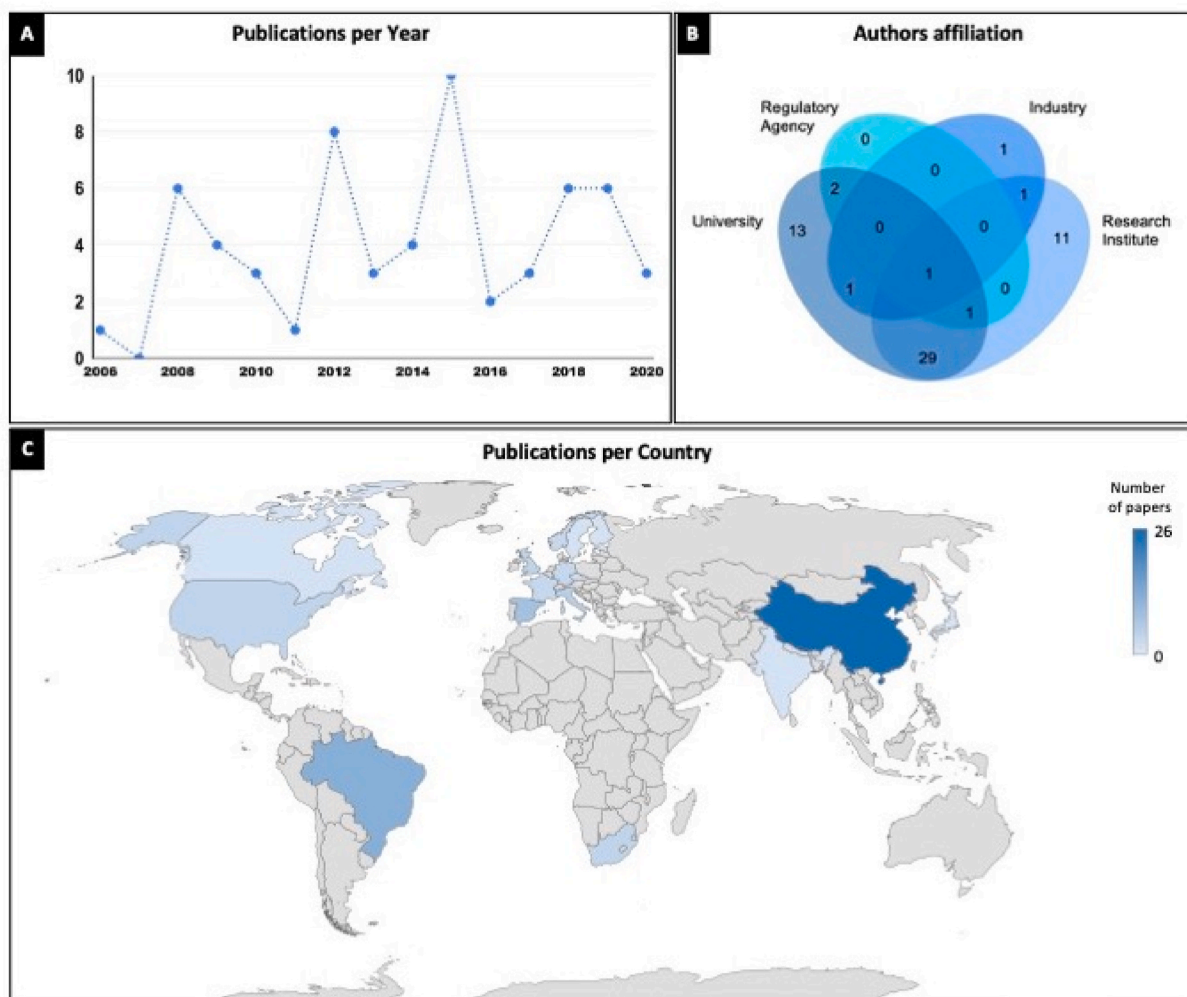 A
Publications per Year
10
8
6
4
2
0
2006 2008 2010 2012 2014 2016 2018 2020
B
Authors affiliation
Regulatory
Agency
Industry
University
Research
Institute
0
1
0
2
1
13
0
0
11
1
1
0
1
29
C
Publications per Country
Number
of papers
26
0